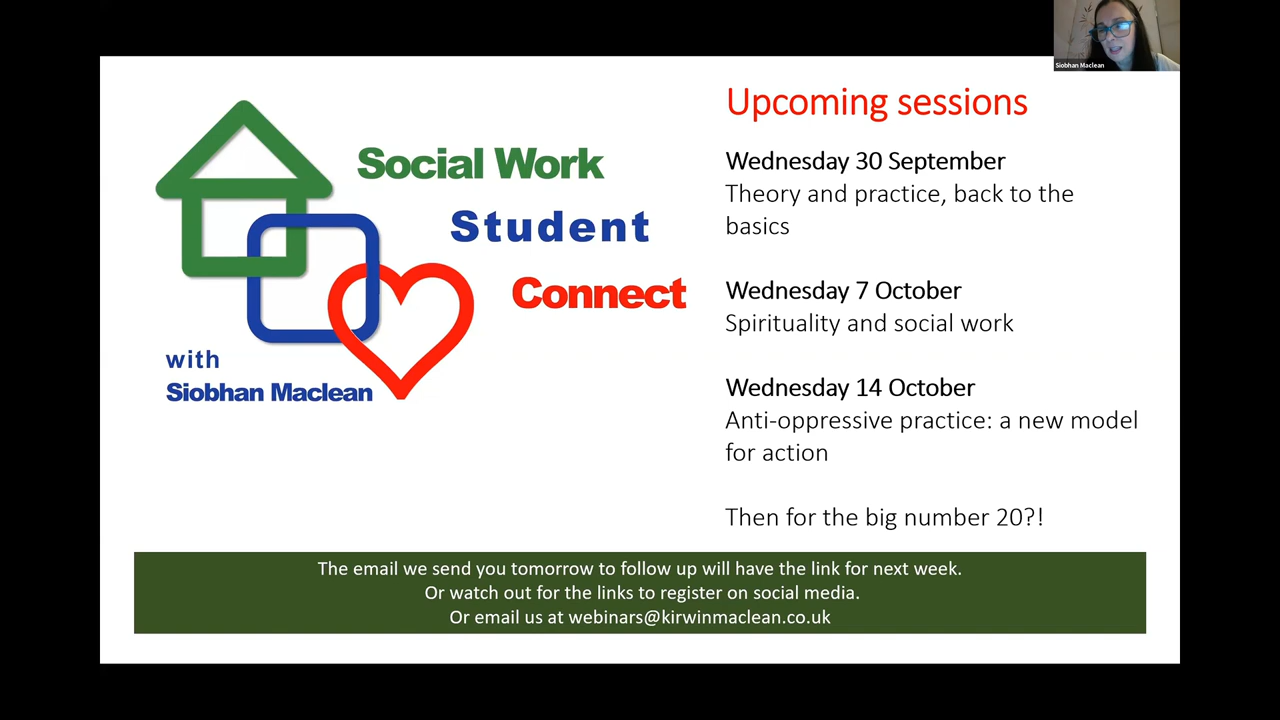 Siobhan Maclean
Social Work
Student
Connect
with
Siobhan Maclean
Upcoming sessions
Wednesday 30 September
Theory and practice, back to the
basics
Wednesday 7 October
Spirituality and social work
Wednesday 14 October
Anti-oppressive practice: a new model
for action
Then for the big number 20?!
The email we send you tomorrow to follow up will have the link for next week.
Or watch out for the links to register on social media.
Or email us at webinars@kirwinmaclean.co.uk